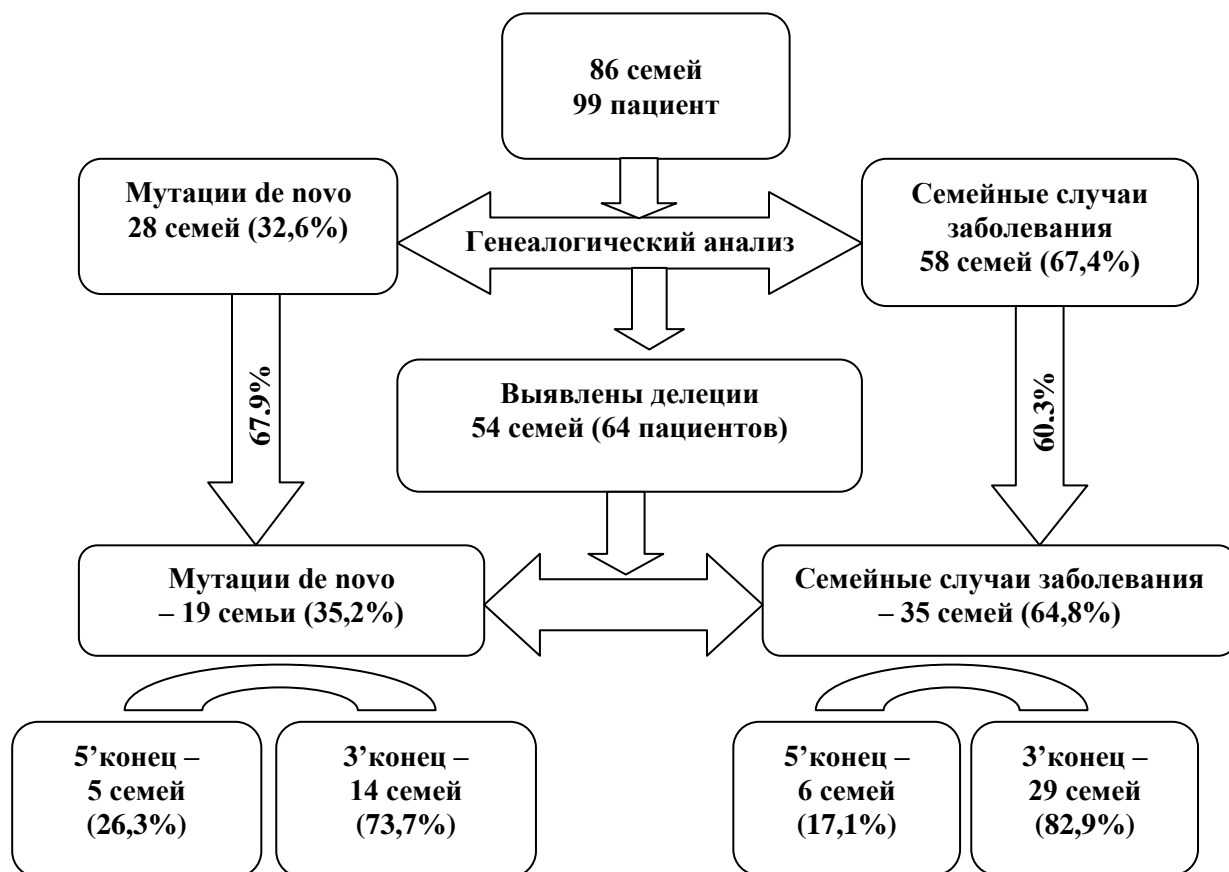 86 семей
99 пациент
Мутации de novo
28 семей (32,6%)
Генеалогический анализ
Семейные случаи
заболевания
58 семей (67,4%)
67.9%
Выявлены делеции
54 семей (64 пациентов)
60.3%
Мутации de novo
– 19 семьи (35,2%)
Семейные случаи заболевания
– 35 семей (64,8%)
5’конец –
5 семей
(26,3%)
3’конец –
14 семей
(73,7%)
5’конец –
6 семей
(17,1%)
3’конец –
29 семей
(82,9%)